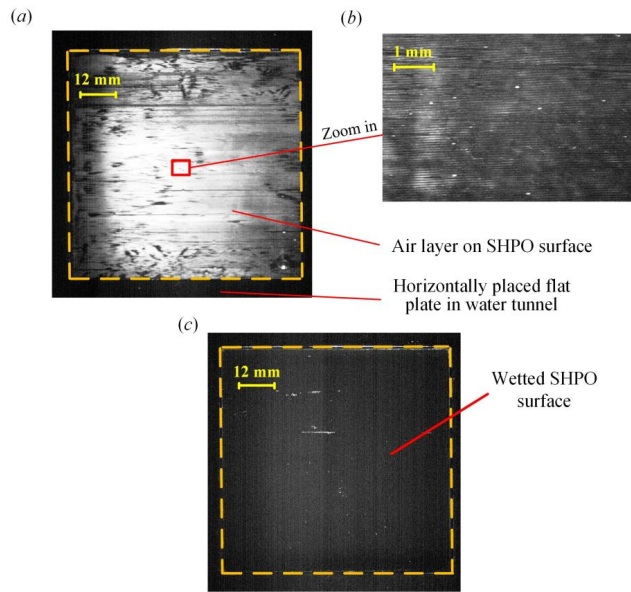 (a)
(b)
12 mm
1 mm
Zoom in
Air layer on SHPO surface
Horizontally placed flat
plate in water tunnel
(c)
12 mm
Wetted SHPO
surface